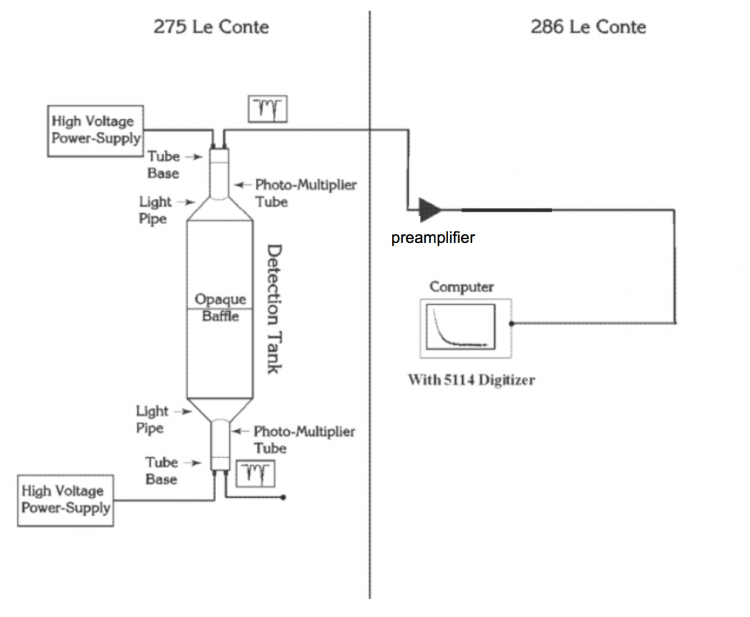 275 Le Conte
286 Le Conte
High Voltage
Power-Supply
Tube
Base
Photo-Multiplier
Tube
Light
Pipe
Opaque
Baffle
Detection Tank
preamplifier
Computer
With 5114 Digitizer
Light
Pipe
Photo-Multiplier
Tube
Tube
Base
High Voltage
Power-Supply